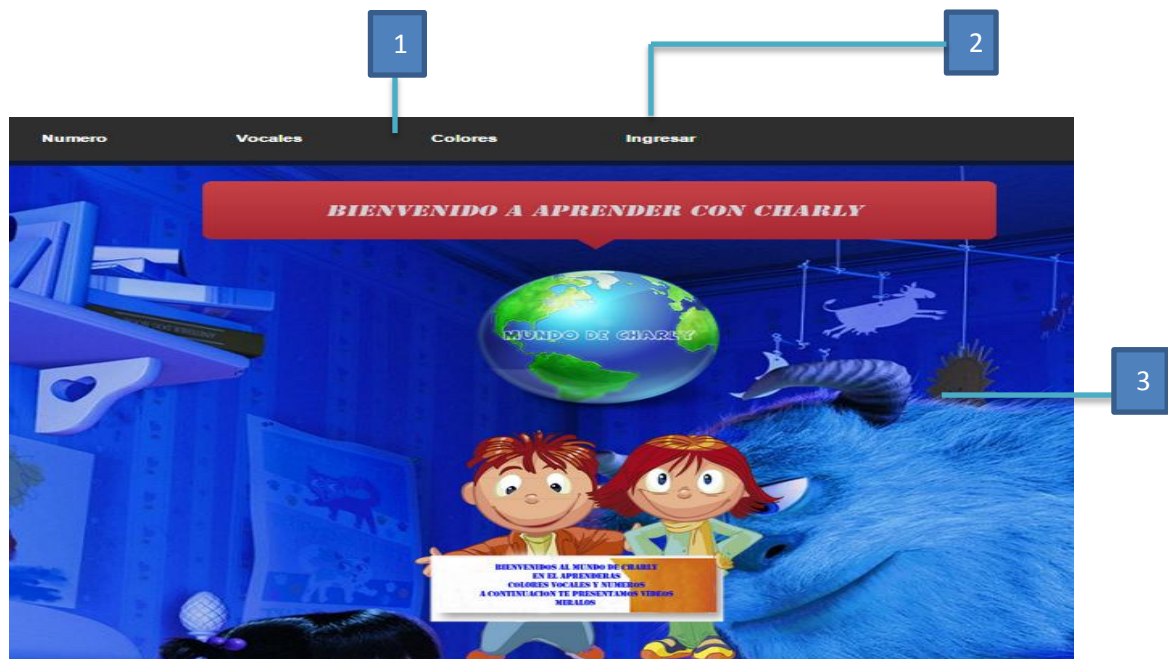 1
2
Numero Vocales Colores Ingresar
BIENVENIDO A APRENDER CON CHARLY
MUNDO DE CHARLY
3
BIENVENIDOS AL MUNDO DE CHARLY
EN EL APRENDERAS
COLORES VOCALES Y NUMEROS
A CONTINUACION TE PRESENTAMOS VIDEOS
MIRALOS